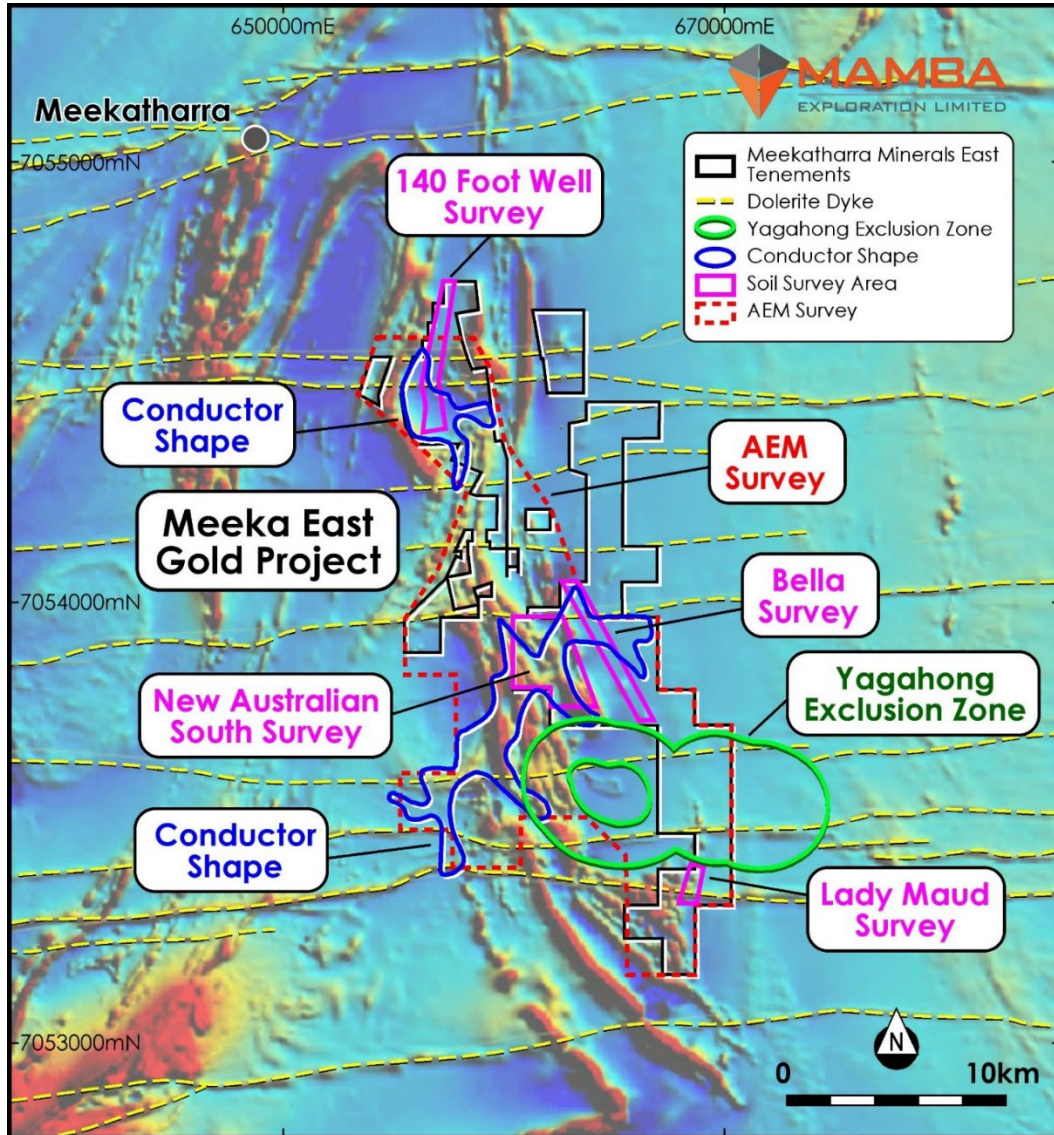 650000mE
670000mE
MAMBA
EXPLORATION LIMITED
Meekatharra
7055000mN
Meekatharra Minerals East
Tenements
Dolerite Dyke
Yagahong Exclusion Zone
Conductor Shape
Soil Survey Area
AEM Survey
140 Foot Well
Survey
Conductor
Shape
AEM
Survey
Meeka East
Gold Project
Bella
Survey
7054000mN
New Australian
South Survey
Yagahong
Exclusion Zone
Conductor
Shape
Lady Maud
Survey
7053000mN
N
0
10km